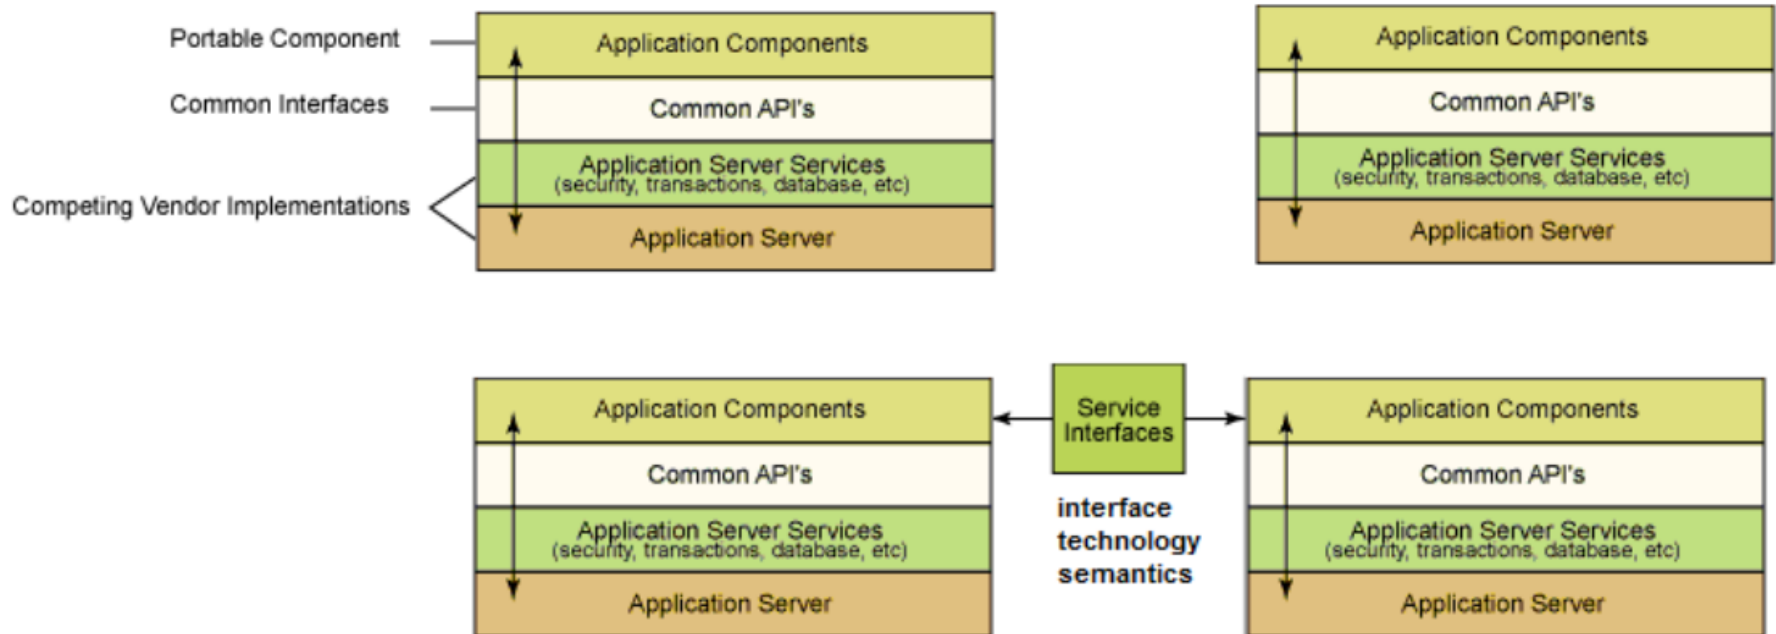 Portable Component
Common Interfaces
Competing Vendor Implementations
Application Components
Common API's
Application Server Services
(security, transactions, database, etc)
Application Server
Application Components
Common API's
Application Server Services
(security, transactions, database, etc)
Application Server
Application Components
Common API's
Application Server Services
(security, transactions, database, etc)
Application Server
Service
Interfaces
interface
technology
semantics
Application Components
Common API's
Application Server Services
(security, transactions, database, etc)
Application Server